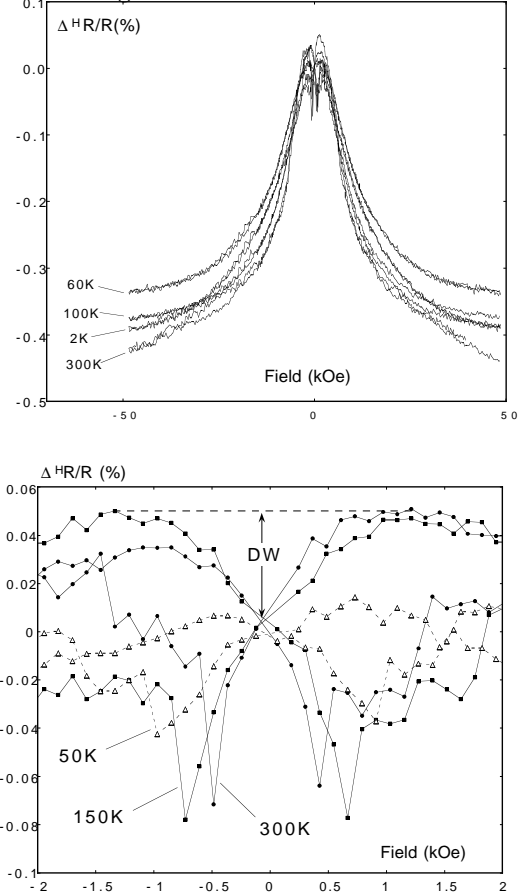 0.1
Δ ᴴR/R(%)
0.0
-0.1
-0.2
-0.3
60K
100K
2K
-0.4
300K
Field (kOe)
-0.5
-50
0
50
Δ ᴴR/R (%)
0.06
0.04
DW
0.02
0
-0.02
-0.04
50K
-0.06
150K
300K
-0.08
Field (kOe)
-0.1
-2
-1.5
-1
-0.5
0
0.5
1
1.5
2